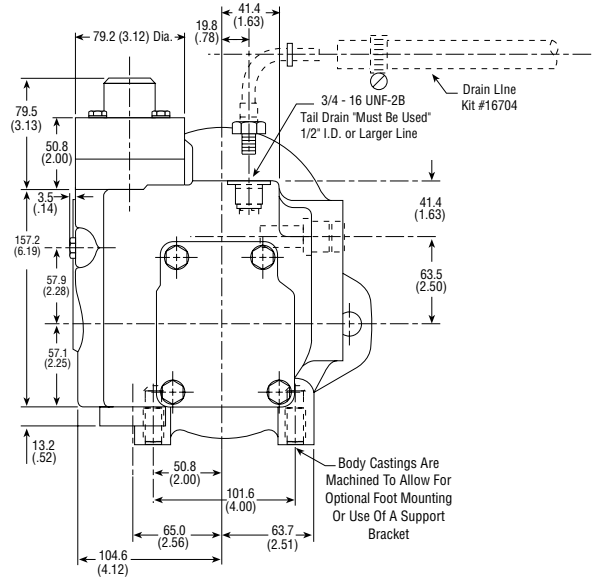 41.4
(1.63)
19.8
(.78)
79.2 (3.12) Dia.
Drain LIne
Kit #16704
3/4 - 16 UNF-2B
Tail Drain "Must Be Used"
1/2" I.D. or Larger Line
79.5
(3.13)
50.8
(2.00)
3.5
(.14)
41.4
(1.63)
157.2
(6.19)
63.5
(2.50)
57.9
(2.28)
57.1
(2.25)
13.2
(.52)
50.8
(2.00)
101.6
(4.00)
Body Castings Are
Machined To Allow For
Optional Foot Mounting
Or Use Of A Support
Bracket
65.0
(2.56)
63.7
(2.51)
104.6
(4.12)